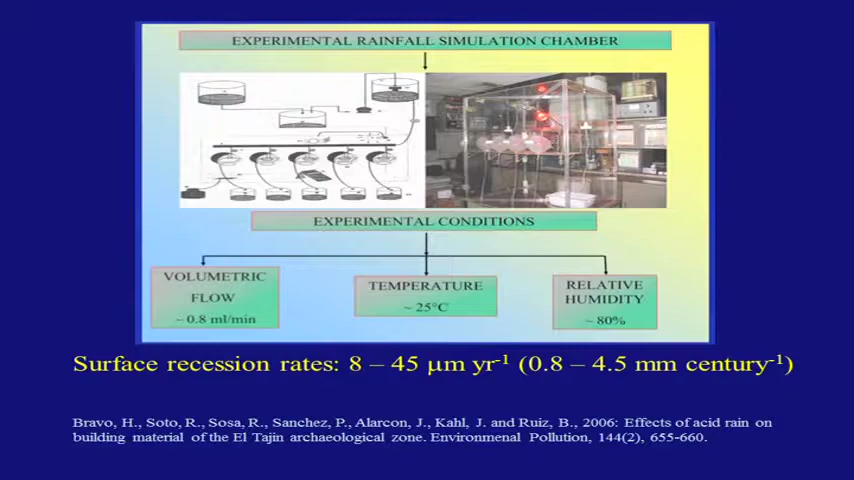 EXPERIMENTAL RAINFALL SIMULATION CHAMBER
EXPERIMENTAL CONDITIONS
VOLUMETRIC
FLOW
~ 0.8 ml/min
TEMPERATURE
~ 25°C
RELATIVE
HUMIDITY
~ 80%
Surface recession rates: 8 – 45 μm yr⁻¹ (0.8 – 4.5 mm century⁻¹)
Bravo, H., Soto, R., Sosa, R., Sanchez, P., Alarcon, J., Kahl, J. and Ruiz, B., 2006: Effects of acid rain on
building material of the El Tajin archaeological zone. Environmenal Pollution, 144(2), 655-660.